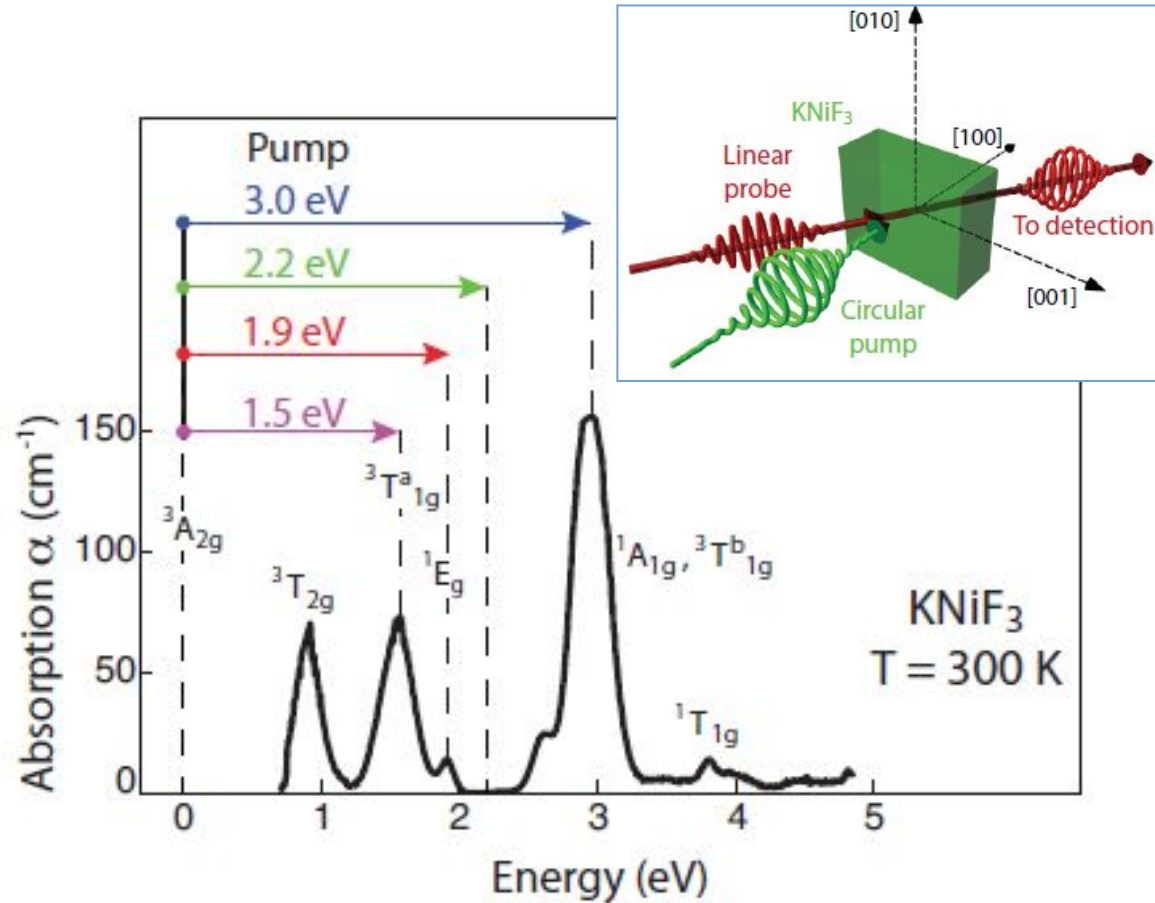 Pump
3.0 eV
2.2 eV
1.9 eV
1.5 eV
[010]
KNiF₃
[100]
Linear
probe
To detection
[001]
Circular
pump
Absorption α (cm⁻¹)
150
100
50
0
³A₂g
³T₂g
³Tᵃ₁g
¹Eg
¹A₁g, ³Tᵇ₁g
¹T₁g
KNiF₃
T = 300 K
0 1 2 3 4 5
Energy (eV)